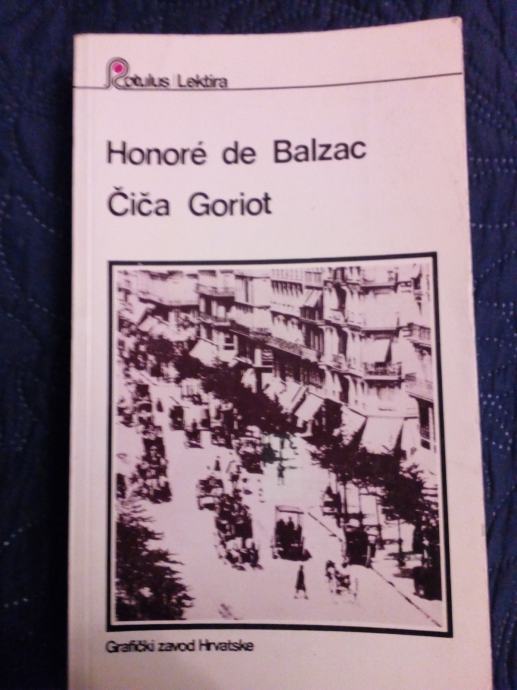 Rotulus | Lektira
Honoré de Balzac
Čiča Goriot
Grafički zavod Hrvatske